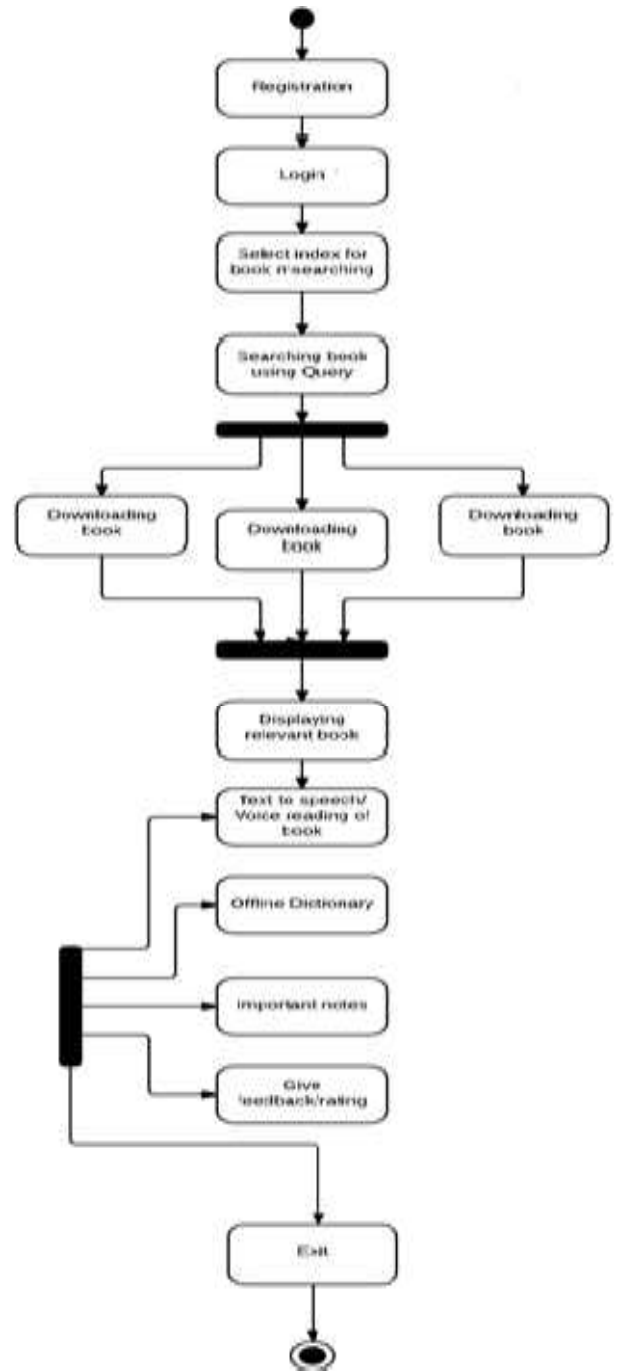 Registration
Login
Select index for
book n searching
Searching book
using Query
Downloading
book
Downloading
book
Downloading
book
Displaying
relevant book
Text to speech/
Voice reading of
book
Offline Dictionary
Important notes
Give
feedback/rating
Exit